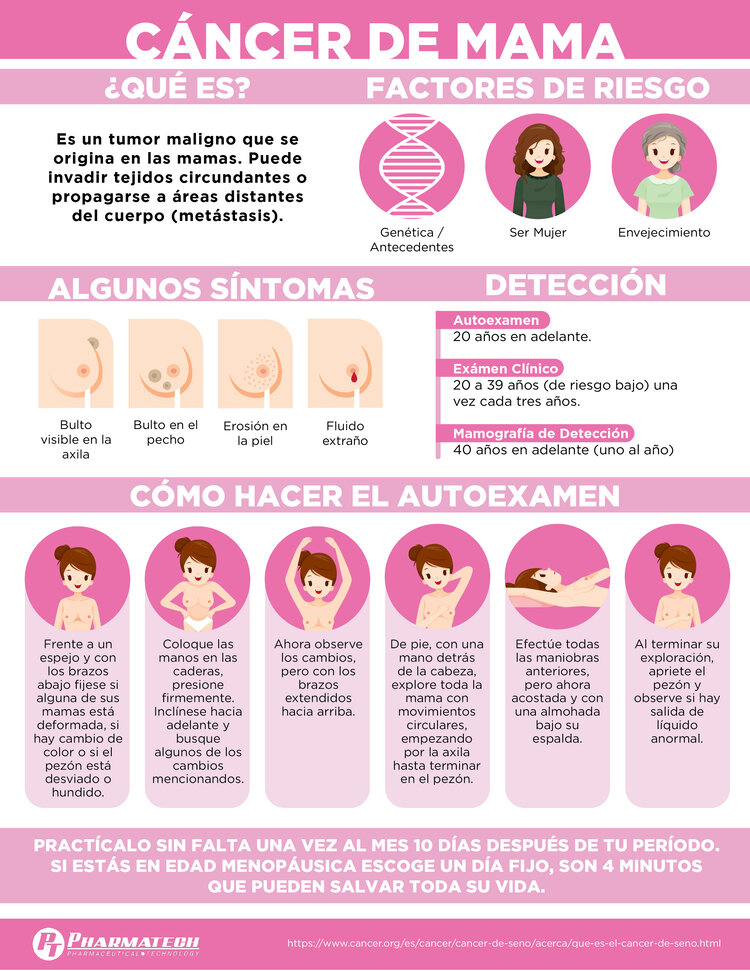 CÁNCER DE MAMA
¿QUÉ ES?
Es un tumor maligno que se
origina en las mamas. Puede
invadir tejidos circundantes o
propagarse a áreas distantes
del cuerpo (metástasis).
FACTORES DE RIESGO
Genética /
Antecedentes
Ser Mujer
Envejecimiento
ALGUNOS SÍNTOMAS
Bulto
visible en la
axila
Bulto en el
pecho
Erosión en
la piel
Fluido
extraño
DETECCIÓN
Autoexamen
20 años en adelante.
Exámen Clínico
20 a 39 años (de riesgo bajo) una
vez cada tres años.
Mamografía de Detección
40 años en adelante (uno al año)
CÓMO HACER EL AUTOEXAMEN
Frente a un
espejo y con
los brazos
abajo fijese si
alguna de sus
mamas está
deformada, si
hay cambio de
color o si el
pezón está
desviado o
hundido.
Coloque las
manos en las
caderas,
presione
firmemente.
Inclínese hacia
adelante y
busque
algunos de los
cambios
mencionandos.
Ahora observe
los cambios,
pero con los
brazos
extendidos
hacia arriba.
De pie, con una
mano detrás
de la cabeza,
explore toda la
mama con
movimientos
circulares,
empezando
por la axila
hasta terminar
en el pezón.
Efectúe todas
las maniobras
anteriores,
pero ahora
acostada y con
una almohada
bajo su
espalda.
Al terminar su
exploración,
apriete el
pezón y
observe si hay
salida de
líquido
anormal.
PRACTÍCALO SIN FALTA UNA VEZ AL MES 10 DÍAS DESPUÉS DE TU PERÍODO.
SI ESTÁS EN EDAD MENOPÁUSICA ESCOGE UN DÍA FIJO, SON 4 MINUTOS
QUE PUEDEN SALVAR TODA SU VIDA.
PT PHARMATECH
PHARMACEUTICAL•TECHNOLOGY
https://www.cancer.org/es/cancer/cancer-de-seno/acerca/que-es-el-cancer-de-seno.html